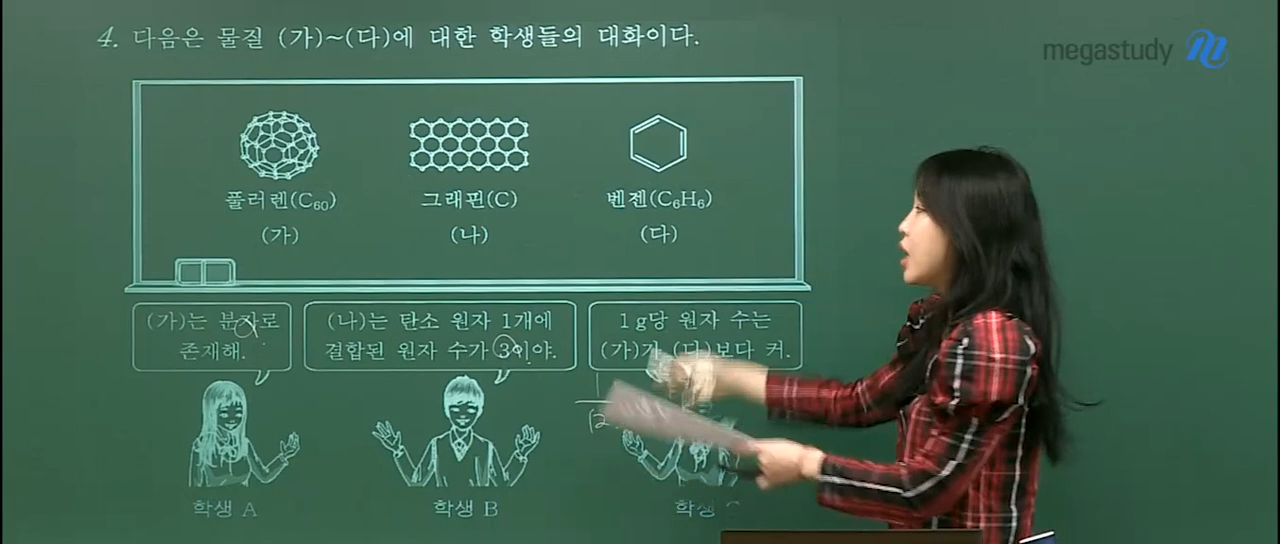 4. 다음은 물질 (가)~(다)에 대한 학생들의 대화이다.
megastudy
풀러렌(C₆₀)
그래핀(C)
벤젠(C₆H₆)
(가)
(나)
(다)
(가)는 분자로
존재해.
(나)는 탄소 원자 1개에
결합된 원자 수가 3이야.
1 g당 원자 수는
(가)가 (다)보다 커.
1
12
학생 A
학생 B
학생